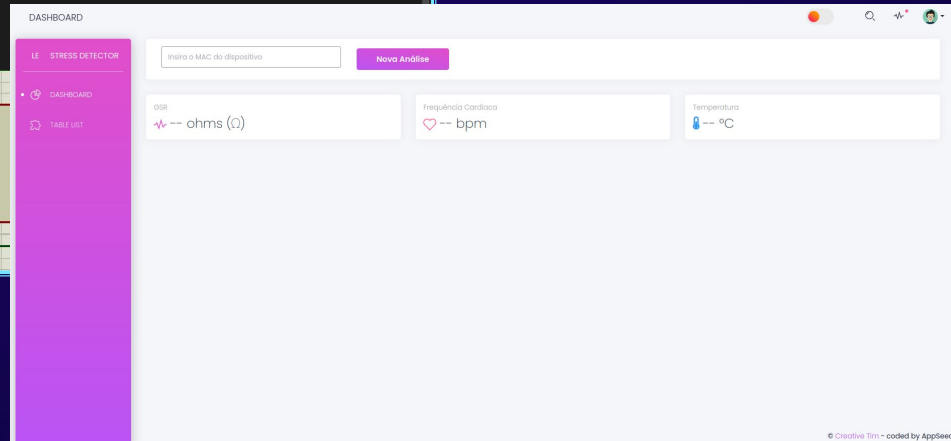 DASHBOARD
LE STRESS DETECTOR
Insira o MAC do dispositivo
Nova Análise
DASHBOARD
TABLE LIST
GSR
-- ohms (Ω)
Frequência Cardíaca
-- bpm
Temperatura
-- ºC
© Creative Tim - coded by AppSeed